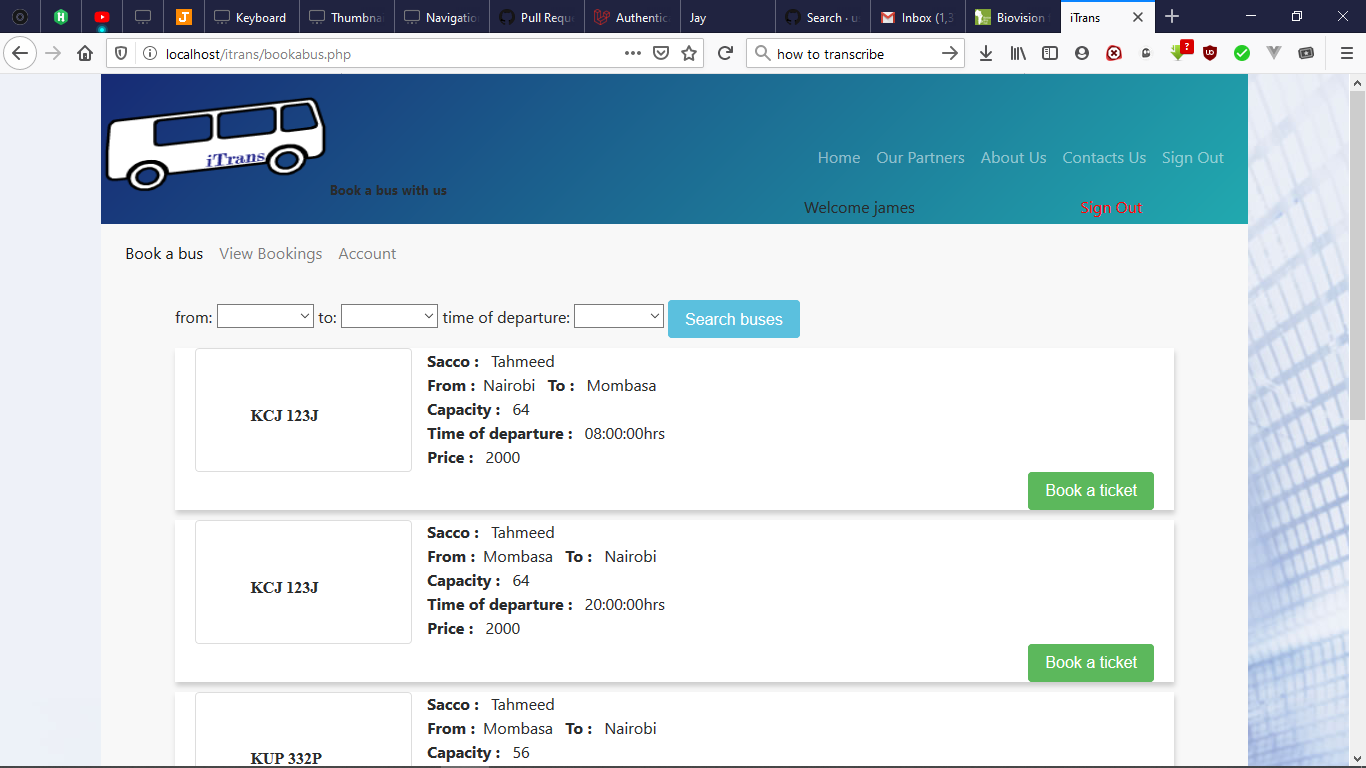 Keyboard
Thumbna
Navigatio
Pull Requ
Authentic
Jay
Search · u
Inbox (1,3
Biovision
iTrans
localhost/itrans/bookabus.php
how to transcribe
iTrans
Book a bus with us
Home Our Partners About Us Contacts Us Sign Out
Welcome james Sign Out
Book a bus View Bookings Account
from: to: time of departure: Search buses
KCJ 123J
Sacco : Tahmeed
From : Nairobi To : Mombasa
Capacity : 64
Time of departure : 08:00:00hrs
Price : 2000
Book a ticket
KCJ 123J
Sacco : Tahmeed
From : Mombasa To : Nairobi
Capacity : 64
Time of departure : 20:00:00hrs
Price : 2000
Book a ticket
KUP 332P
Sacco : Tahmeed
From : Mombasa To : Nairobi
Capacity : 56